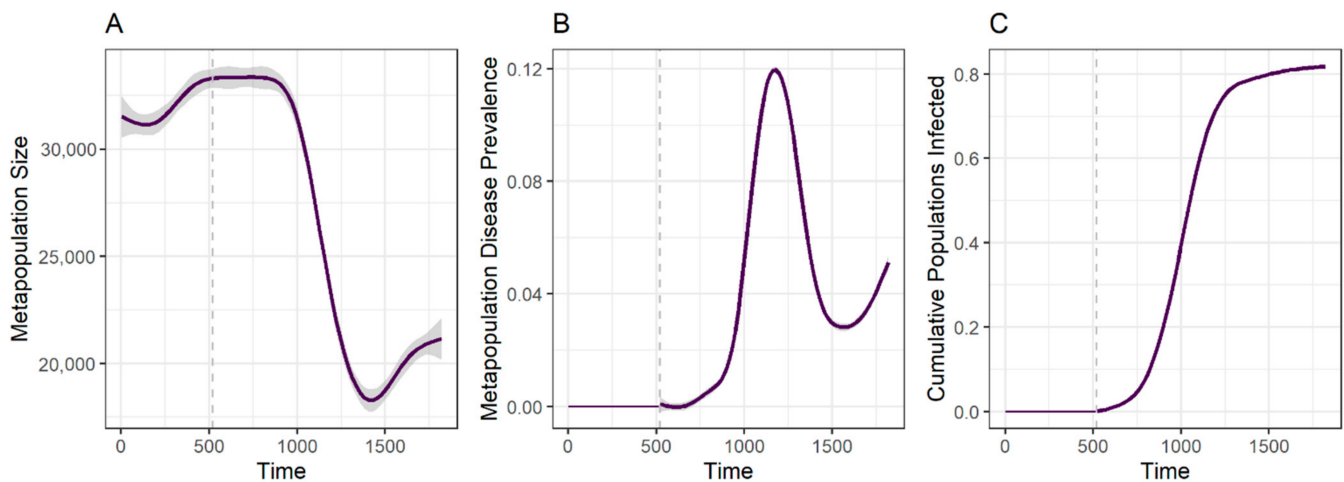 A
Metapopulation Size
30,000
25,000
20,000
0 500 1000 1500
Time
B
Metapopulation Disease Prevalence
0.12
0.08
0.04
0.00
0 500 1000 1500
Time
C
Cumulative Populations Infected
0.8
0.6
0.4
0.2
0.0
0 500 1000 1500
Time